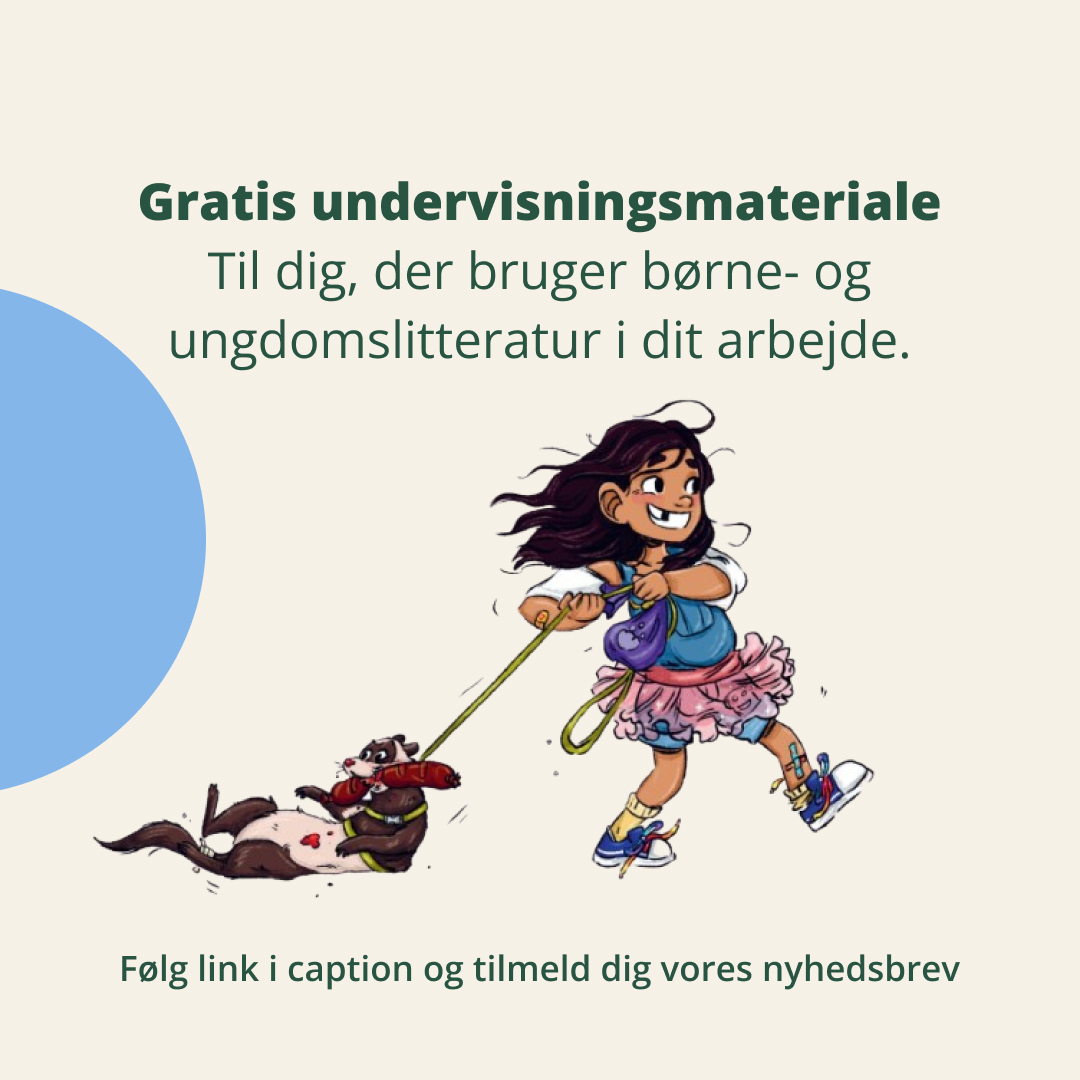 Gratis undervisningsmateriale
Til dig, der bruger børne- og
ungdomslitteratur i dit arbejde.
Følg link i caption og tilmeld dig vores nyhedsbrev